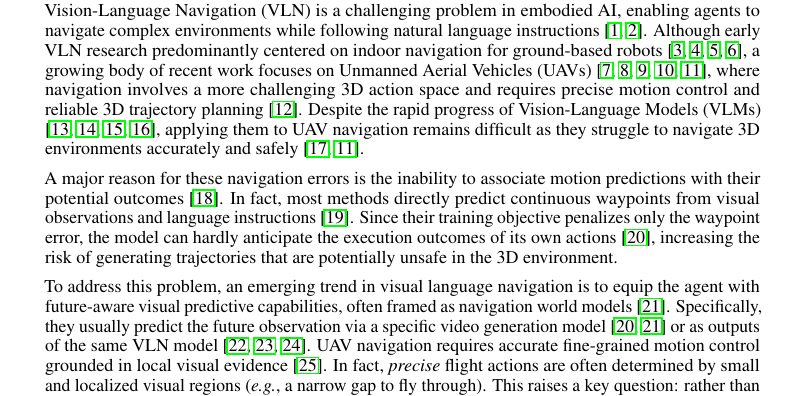 Vision-Language Navigation (VLN) is a challenging problem in embodied AI, enabling agents to
navigate complex environments while following natural language instructions [1, 2]. Although early
VLN research predominantly centered on indoor navigation for ground-based robots [3, 4, 5, 6], a
growing body of recent work focuses on Unmanned Aerial Vehicles (UAVs) [7, 8, 9, 10, 11], where
navigation involves a more challenging 3D action space and requires precise motion control and
reliable 3D trajectory planning [12]. Despite the rapid progress of Vision-Language Models (VLMs)
[13, 14, 15, 16], applying them to UAV navigation remains difficult as they struggle to navigate 3D
environments accurately and safely [17, 11].
A major reason for these navigation errors is the inability to associate motion predictions with their
potential outcomes [18]. In fact, most methods directly predict continuous waypoints from visual
observations and language instructions [19]. Since their training objective penalizes only the waypoint
error, the model can hardly anticipate the execution outcomes of its own actions [20], increasing the
risk of generating trajectories that are potentially unsafe in the 3D environment.
To address this problem, an emerging trend in visual language navigation is to equip the agent with
future-aware visual predictive capabilities, often framed as navigation world models [21]. Specifically,
they usually predict the future observation via a specific video generation model [20, 21] or as outputs
of the same VLN model [22, 23, 24]. UAV navigation requires accurate fine-grained motion control
grounded in local visual evidence [25]. In fact, precise flight actions are often determined by small
and localized visual regions (e.g., a narrow gap to fly through). This raises a key question: rather than